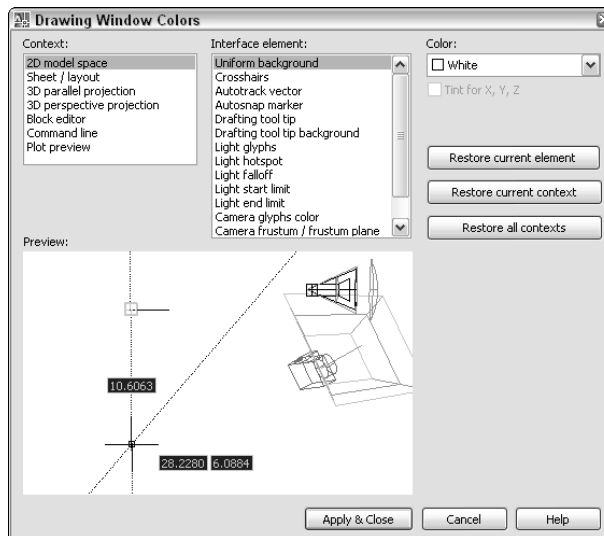 Drawing Window Colors
Context:
2D model space
Sheet / layout
3D parallel projection
3D perspective projection
Block editor
Command line
Plot preview
Interface element:
Uniform background
Crosshairs
Autotrack vector
Autosnap marker
Drafting tool tip
Drafting tool tip background
Light glyphs
Light hotspot
Light falloff
Light start limit
Light end limit
Camera glyphs color
Camera frustum / frustum plane
Color:
White
Tint for X, Y, Z
Restore current element
Restore current context
Restore all contexts
Preview:
10.6063
28.2280 6.0884
Apply & Close
Cancel
Help